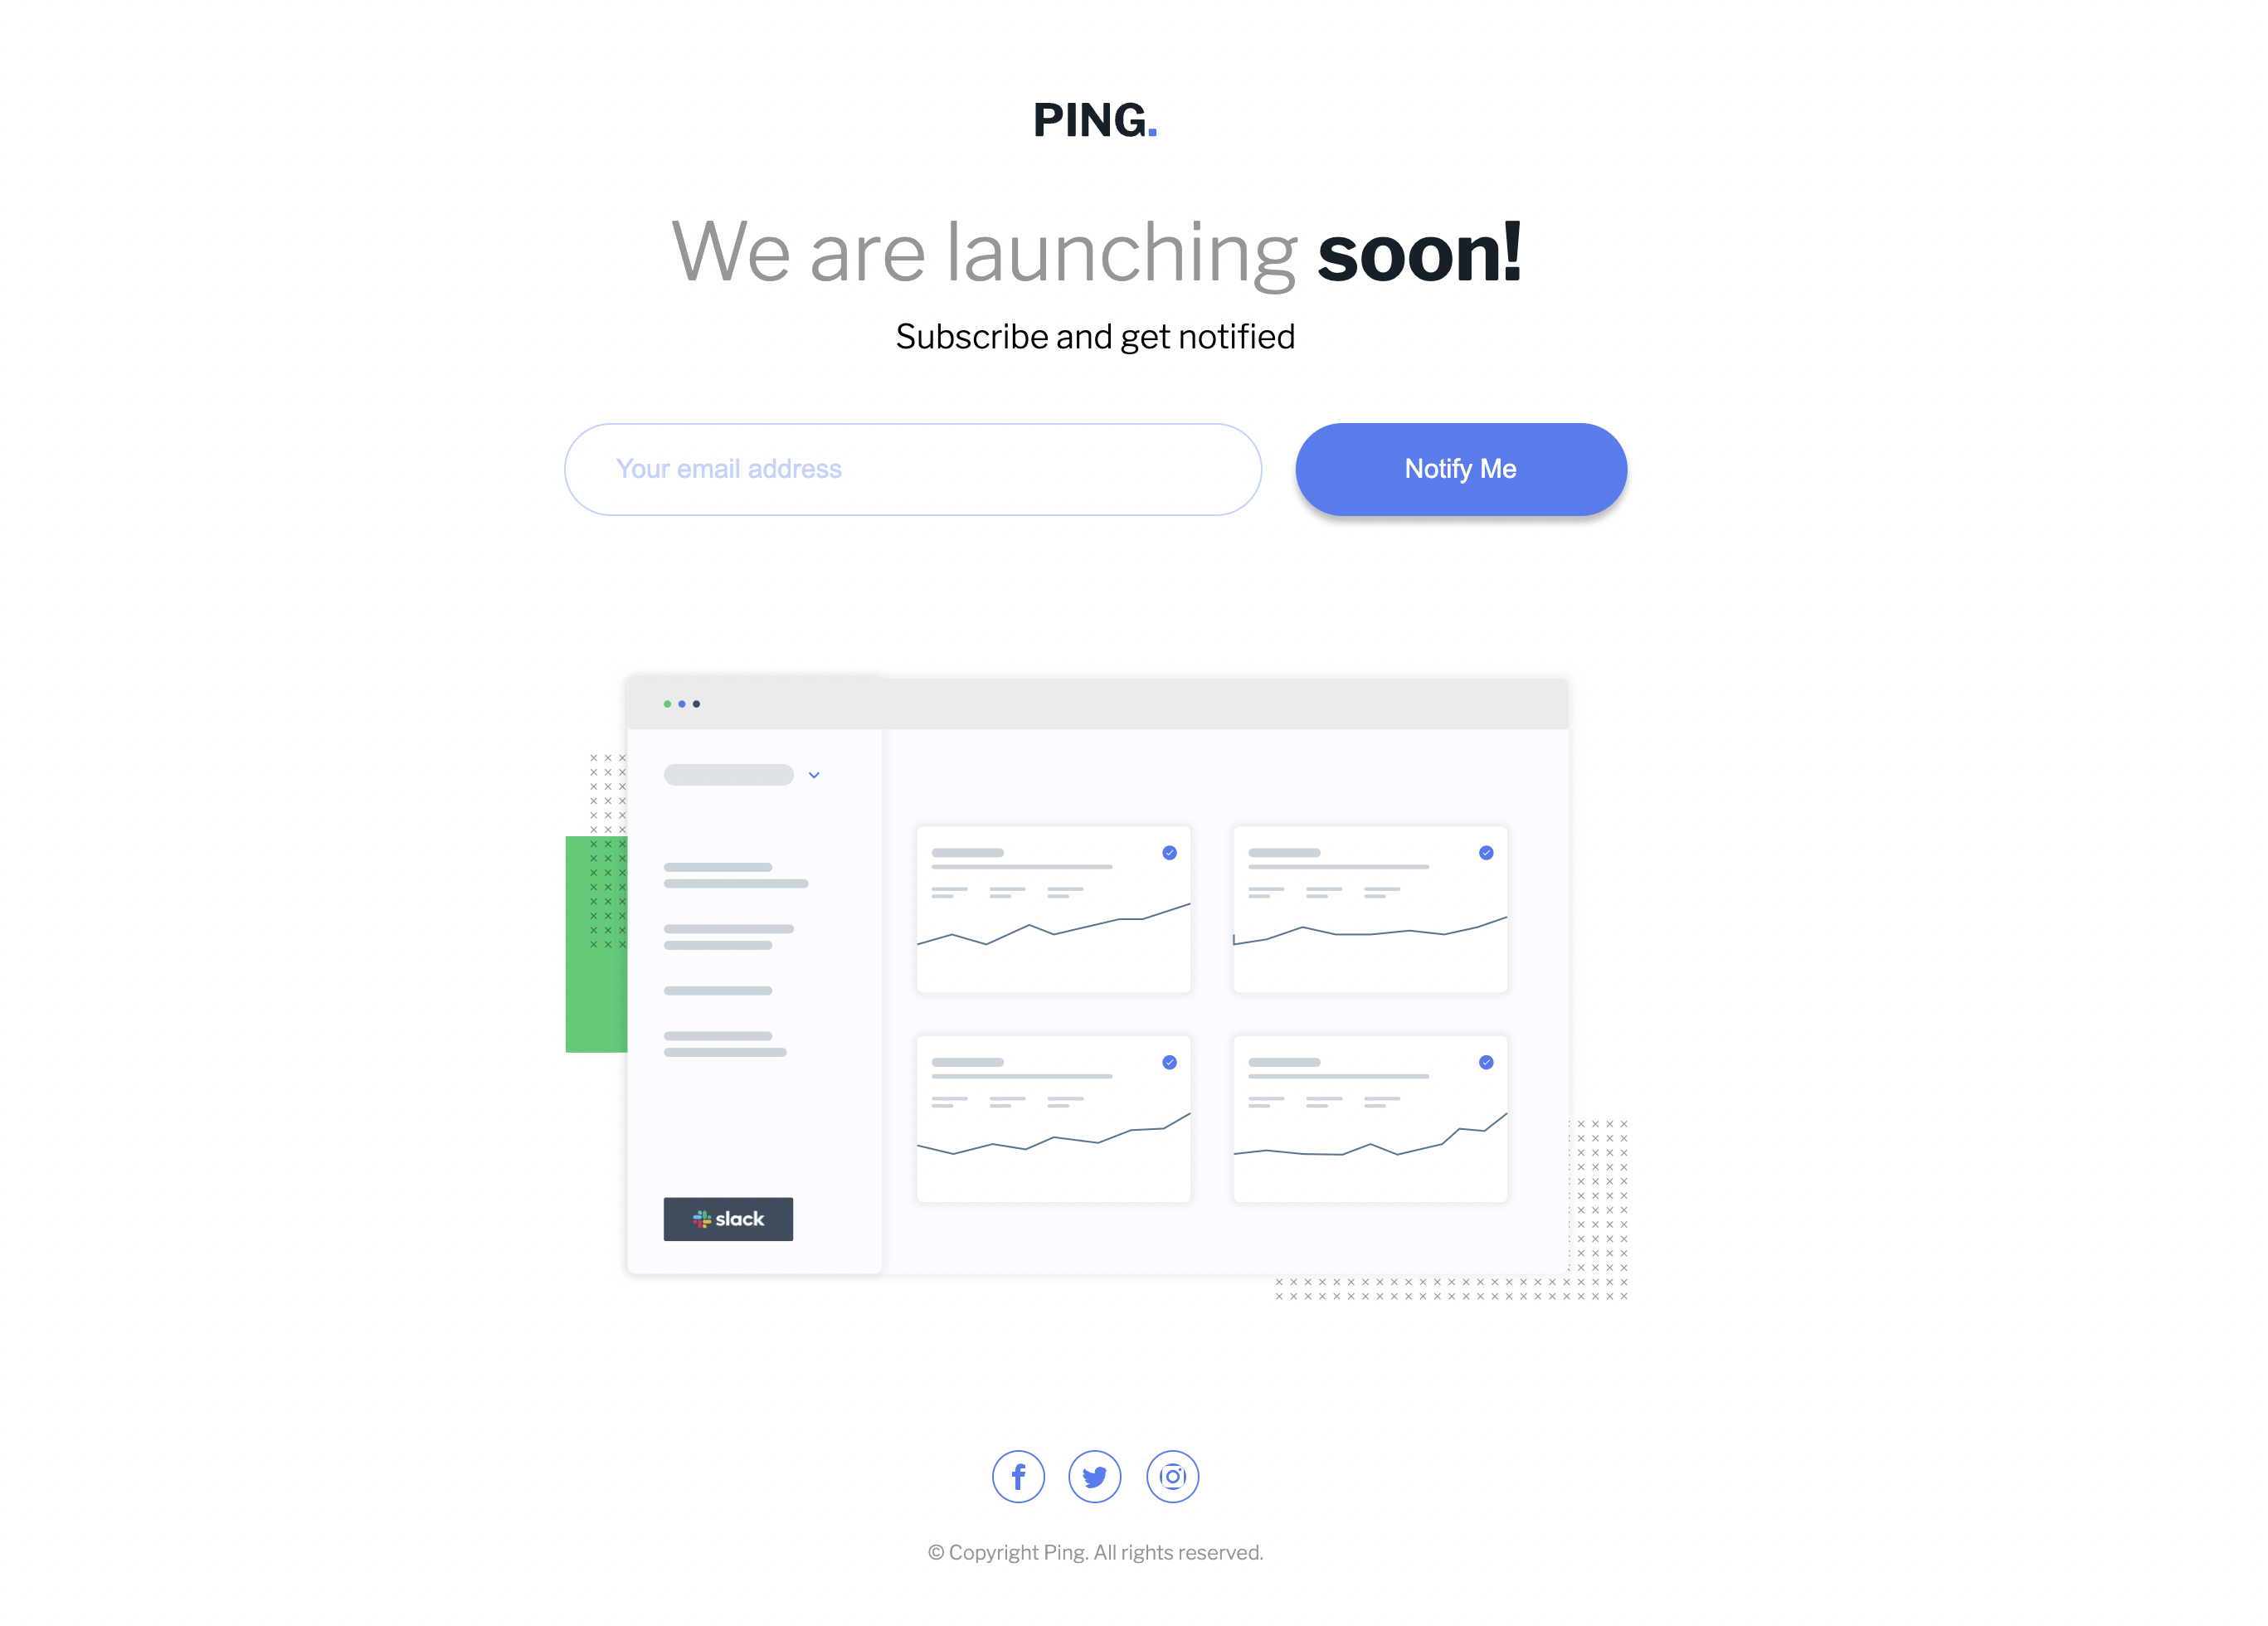 PING.
We are launching soon!
Subscribe and get notified
Your email address
Notify Me
slack
© Copyright Ping. All rights reserved.